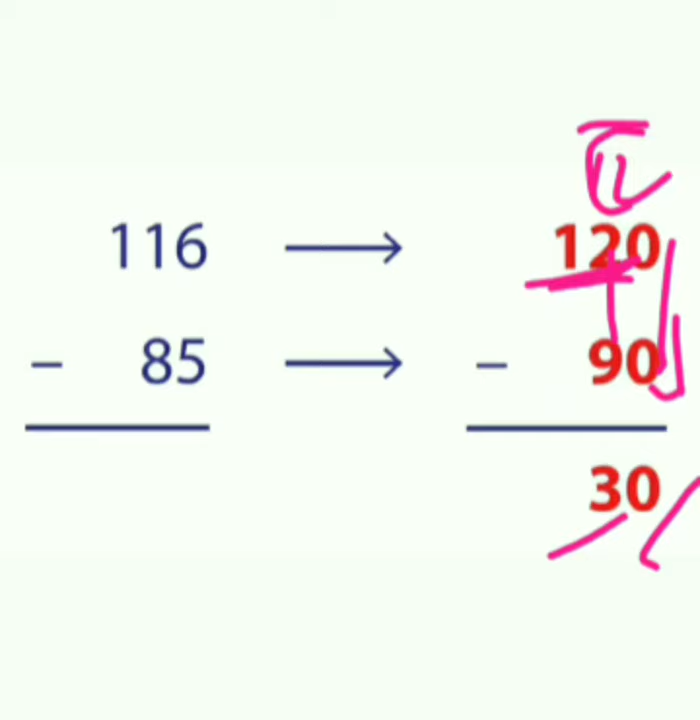 116 → 120
– 85 → – 90
30